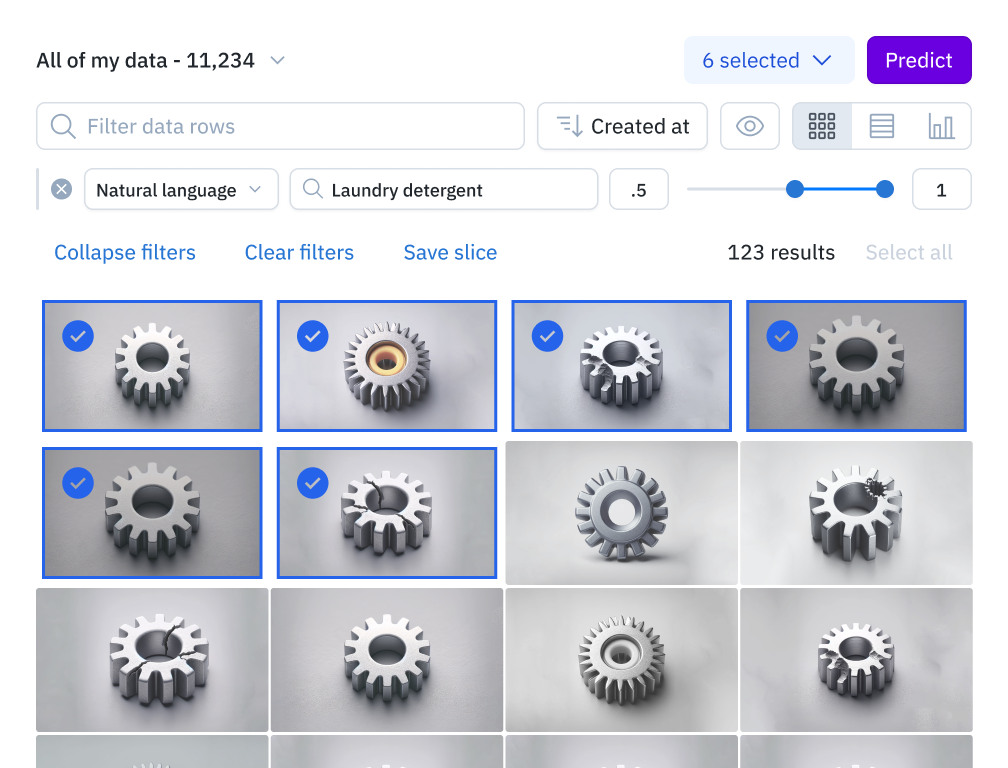 All of my data - 11,234
6 selected
Predict
Filter data rows
Created at
Natural language
Laundry detergent
.5
1
Collapse filters
Clear filters
Save slice
123 results
Select all